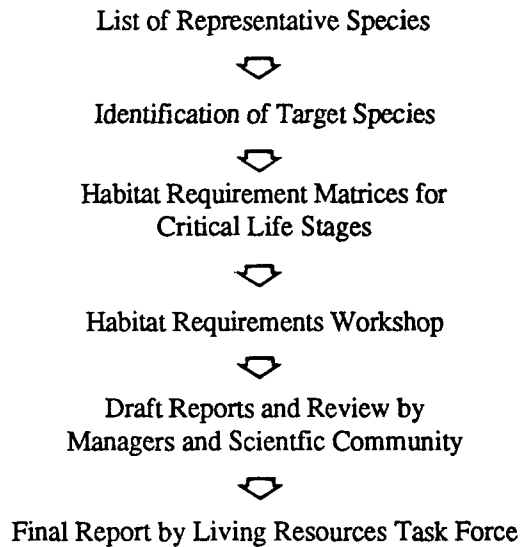 List of Representative Species
Identification of Target Species
Habitat Requirement Matrices for
Critical Life Stages
Habitat Requirements Workshop
Draft Reports and Review by
Managers and Scientfic Community
Final Report by Living Resources Task Force